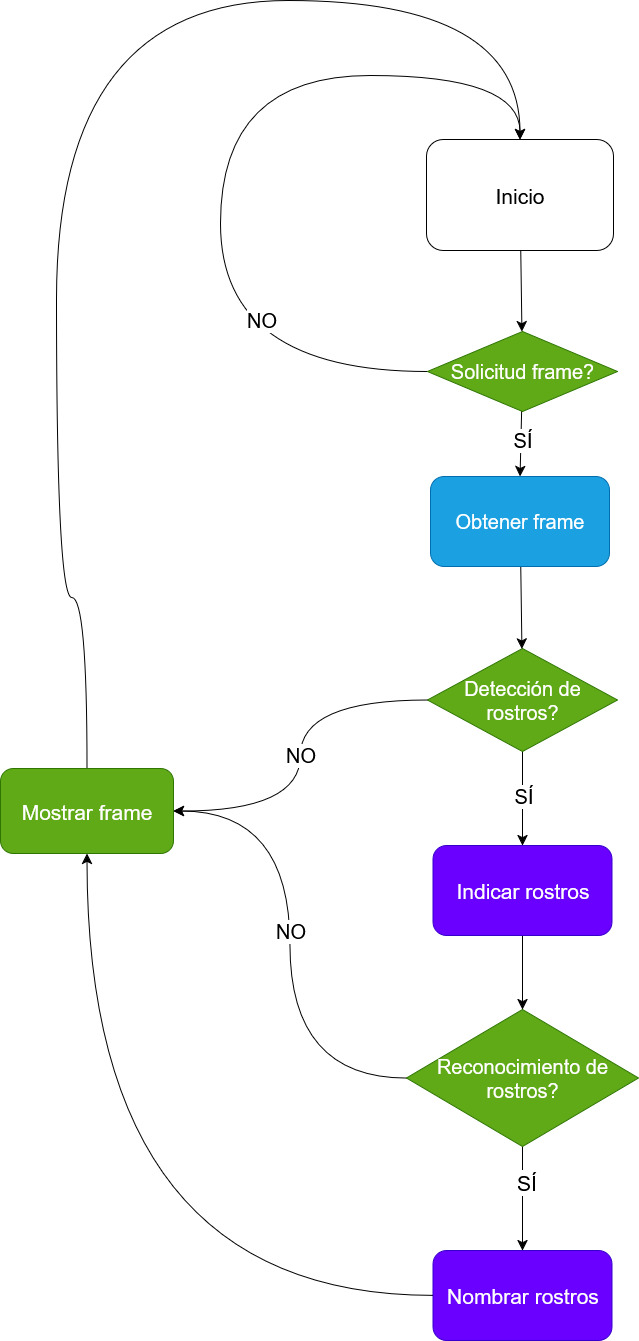 Inicio
NO
Solicitud frame?
SÍ
Obtener frame
Detección de
rostros?
NO
SÍ
Mostrar frame
Indicar rostros
NO
Reconocimiento de
rostros?
SÍ
Nombrar rostros